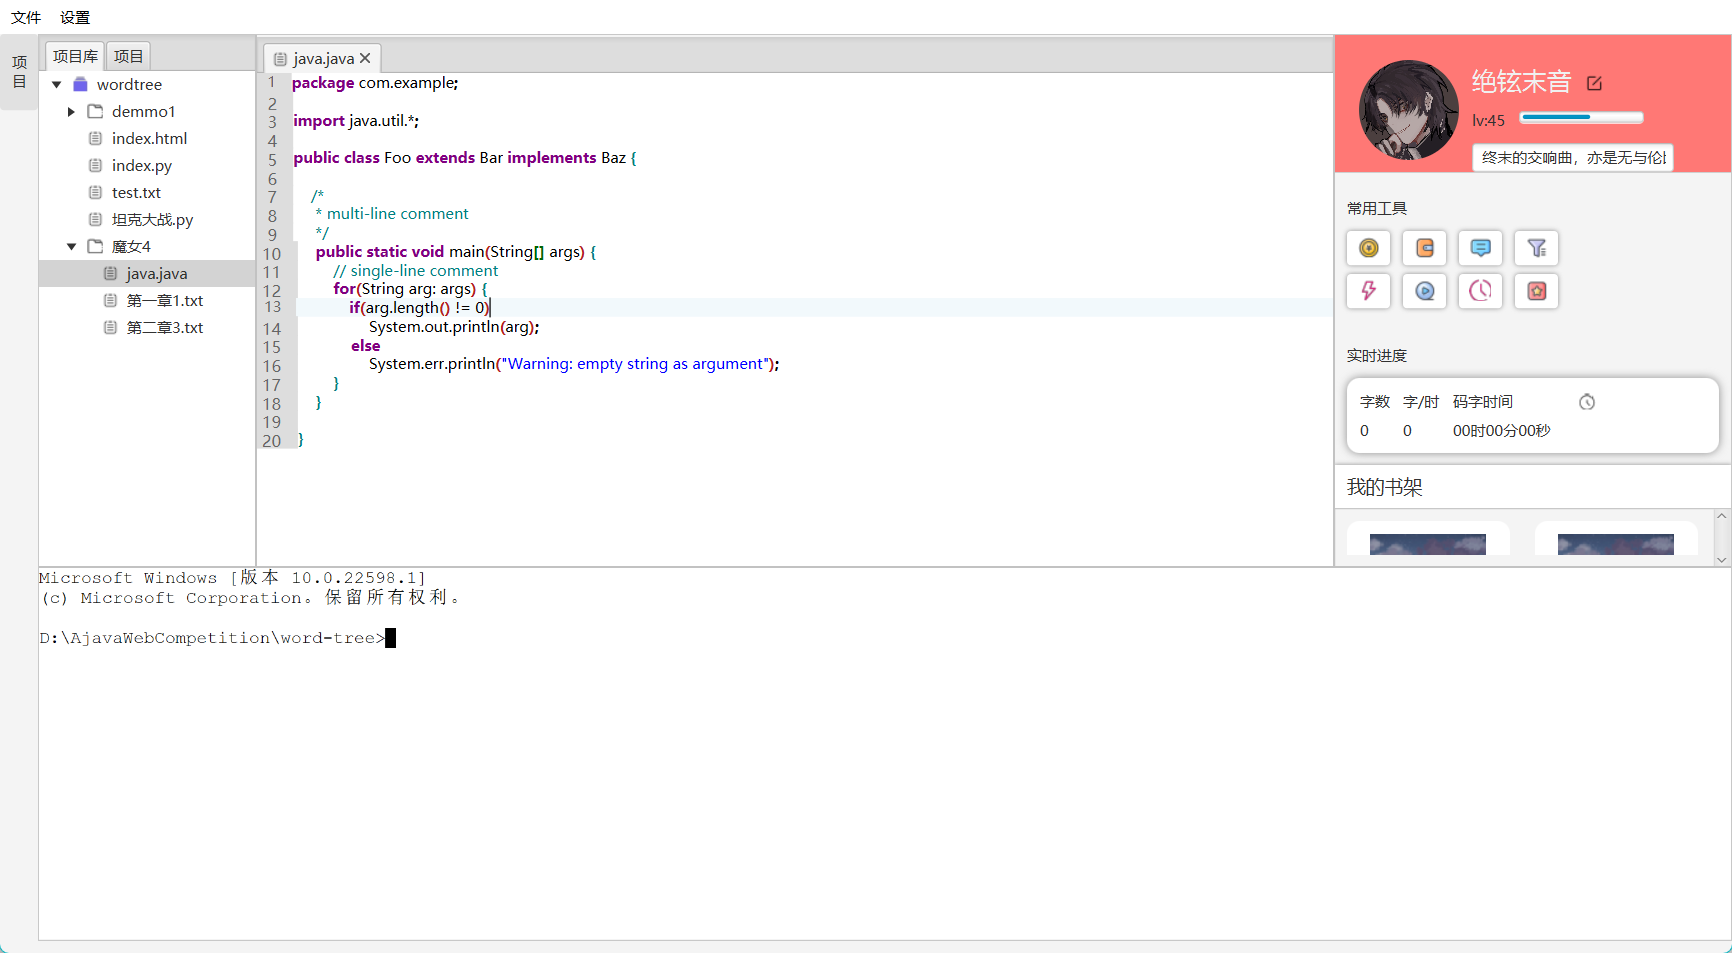 文件 设置
项目
项目库 项目
wordtree
demmo1
index.html
index.py
test.txt
坦克大战.py
魔女4
java.java
第一章1.txt
第二章3.txt
java.java
1 package com.example;
2
3 import java.util.*;
4
5 public class Foo extends Bar implements Baz {
6
7 /*
8 * multi-line comment
9 */
10 public static void main(String[] args) {
11 // single-line comment
12 for(String arg: args) {
13 if(arg.length() != 0)
14 System.out.println(arg);
15 else
16 System.err.println("Warning: empty string as argument");
17 }
18 }
19
20 }
绝铉末音
lv:45
终末的交响曲，亦是无与伦
常用工具
实时进度
字数 字/时 码字时间
0 0 00时00分00秒
我的书架
Microsoft Windows [版本 10.0.22598.1]
(c) Microsoft Corporation。保留所有权利。
D:\AjavaWebCompetition\word-tree>